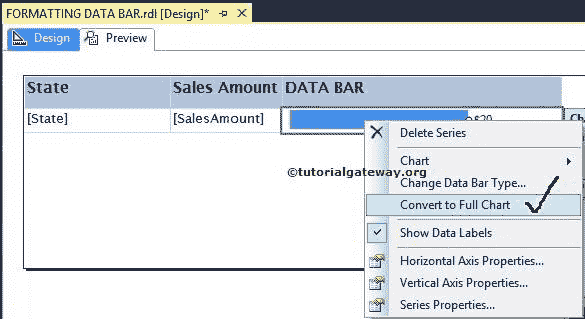 FORMATTING DATA BAR.rdl [Design]*
Design Preview
State Sales Amount DATA BAR
[State] [SalesAmount]
Delete Series
Chart
©tutorialgateway.org
Change Data Bar Type...
Convert to Full Chart
Show Data Labels
Horizontal Axis Properties...
Vertical Axis Properties...
Series Properties...